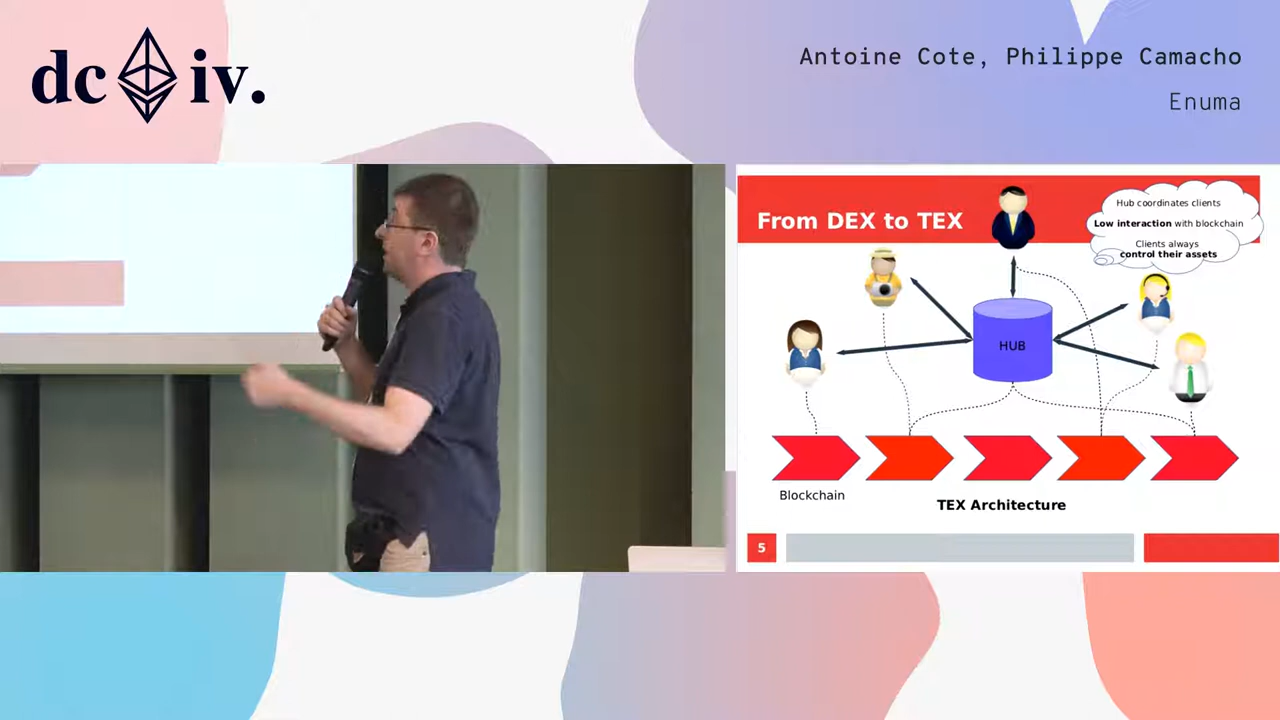 dc iv.
Antoine Cote, Philippe Camacho
Enuma
From DEX to TEX
Hub coordinates clients
Low interaction with blockchain
Clients always
control their assets
HUB
Blockchain
TEX Architecture
5